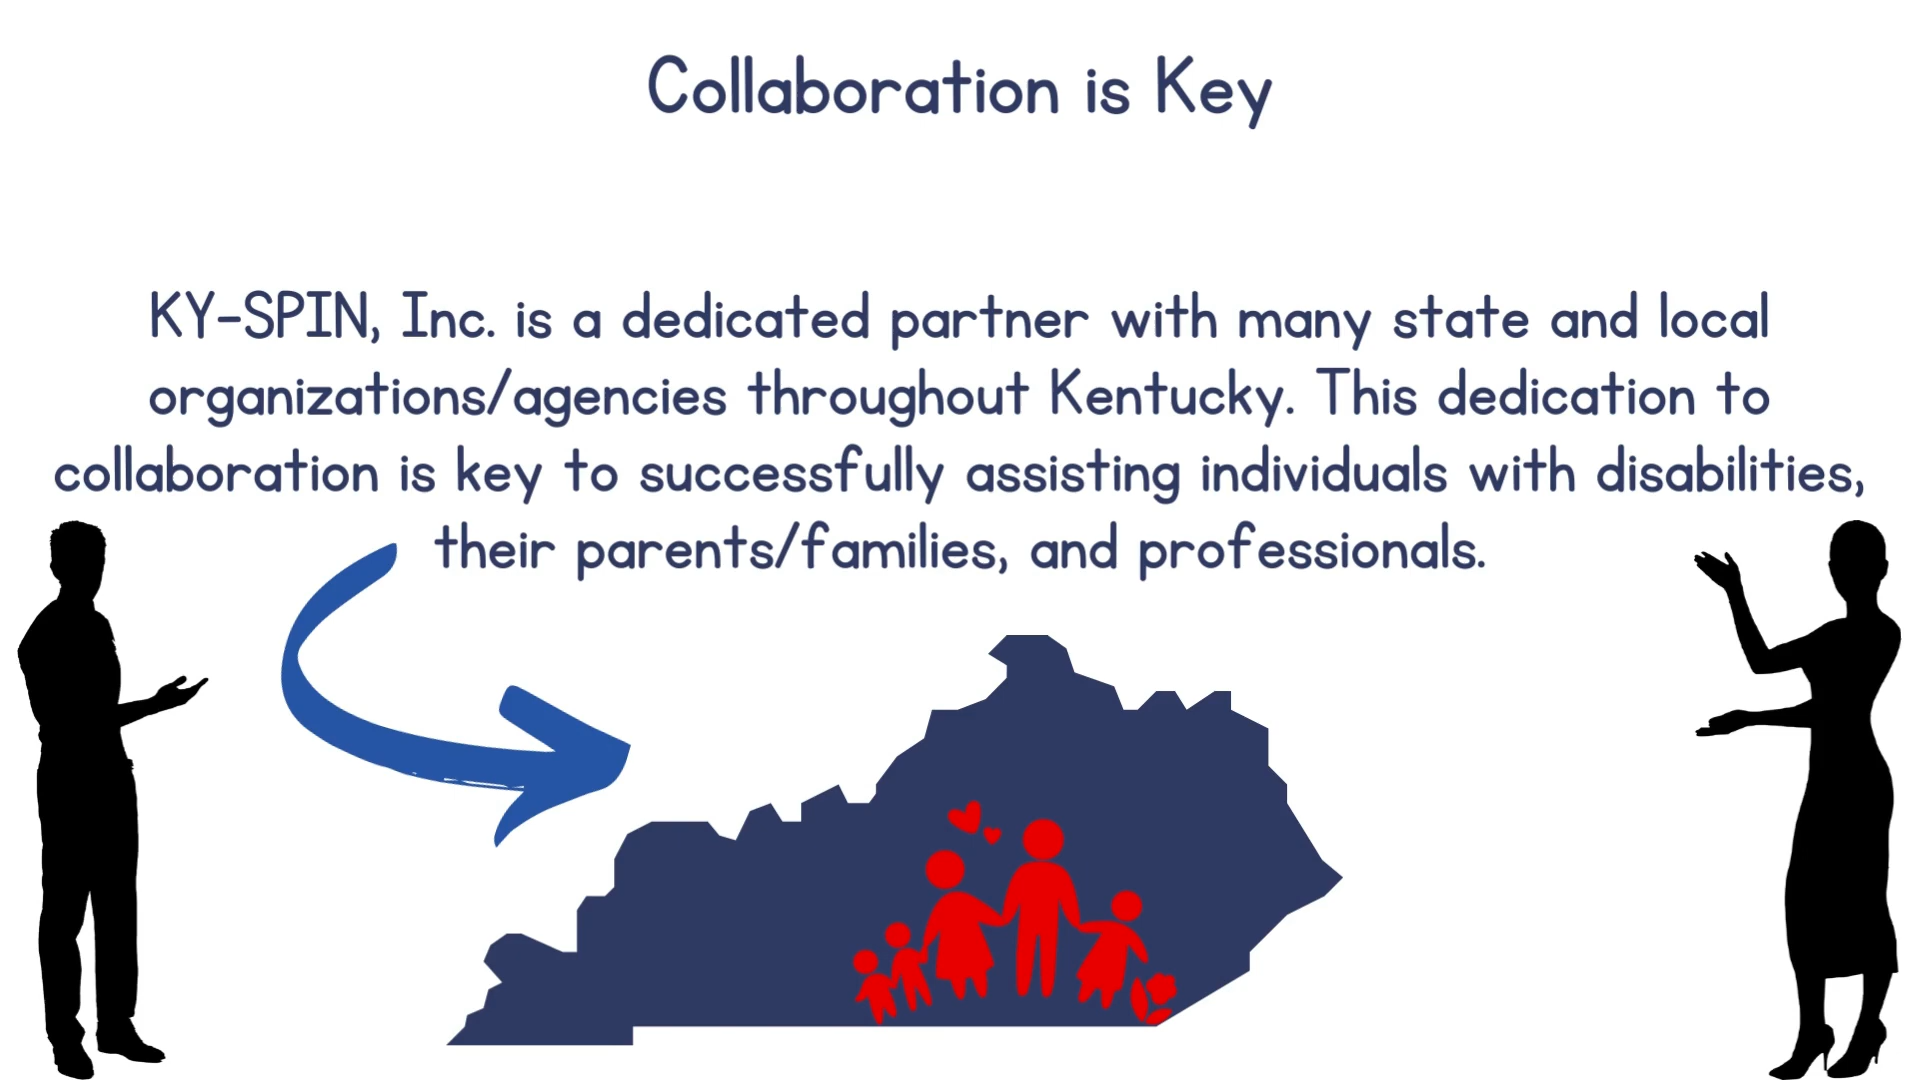 Collaboration is Key
KY-SPIN, Inc. is a dedicated partner with many state and local
organizations/agencies throughout Kentucky. This dedication to
collaboration is key to successfully assisting individuals with disabilities,
their parents/families, and professionals.